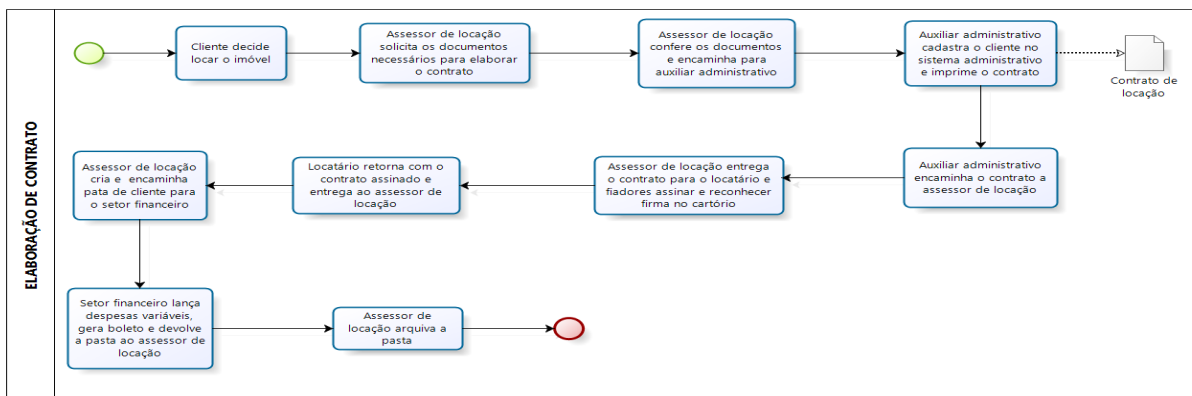 ELABORAÇÃO DE CONTRATO
Cliente decide
locar o imóvel
Assessor de locação
solicita os documentos
necessários para elaborar
o contrato
Assessor de locação
confere os documentos
e encaminha para
auxiliar administrativo
Auxiliar administrativo
cadastra o cliente no
sistema administrativo
e imprime o contrato
Contrato de
locação
Auxiliar administrativo
encaminha o contrato a
assessor de locação
Assessor de locação entrega
o contrato para o locatário e
fiadores assinar e reconhecer
firma no cartório
Locatário retorna com o
contrato assinado e
entrega ao assessor de
locação
Assessor de locação
cria e encaminha
pata de cliente para
o setor financeiro
Setor financeiro lança
despesas variáveis,
gera boleto e devolve
a pasta ao assessor de
locação
Assessor de
locação arquiva a
pasta